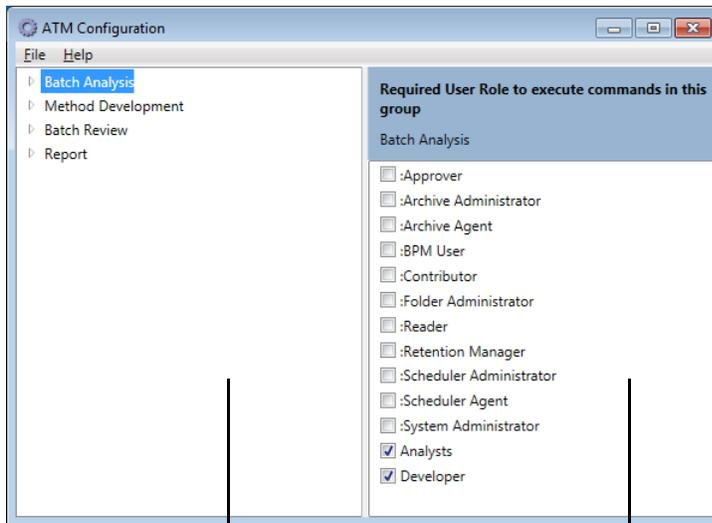 ATM Configuration
File Help
Batch Analysis
Method Development
Batch Review
Report
Required User Role to execute commands in this
group
Batch Analysis
:Approver
:Archive Administrator
:Archive Agent
:BPM User
:Contributor
:Folder Administrator
:Reader
:Retention Manager
:Scheduler Administrator
:Scheduler Agent
:System Administrator
Analysts
Developer